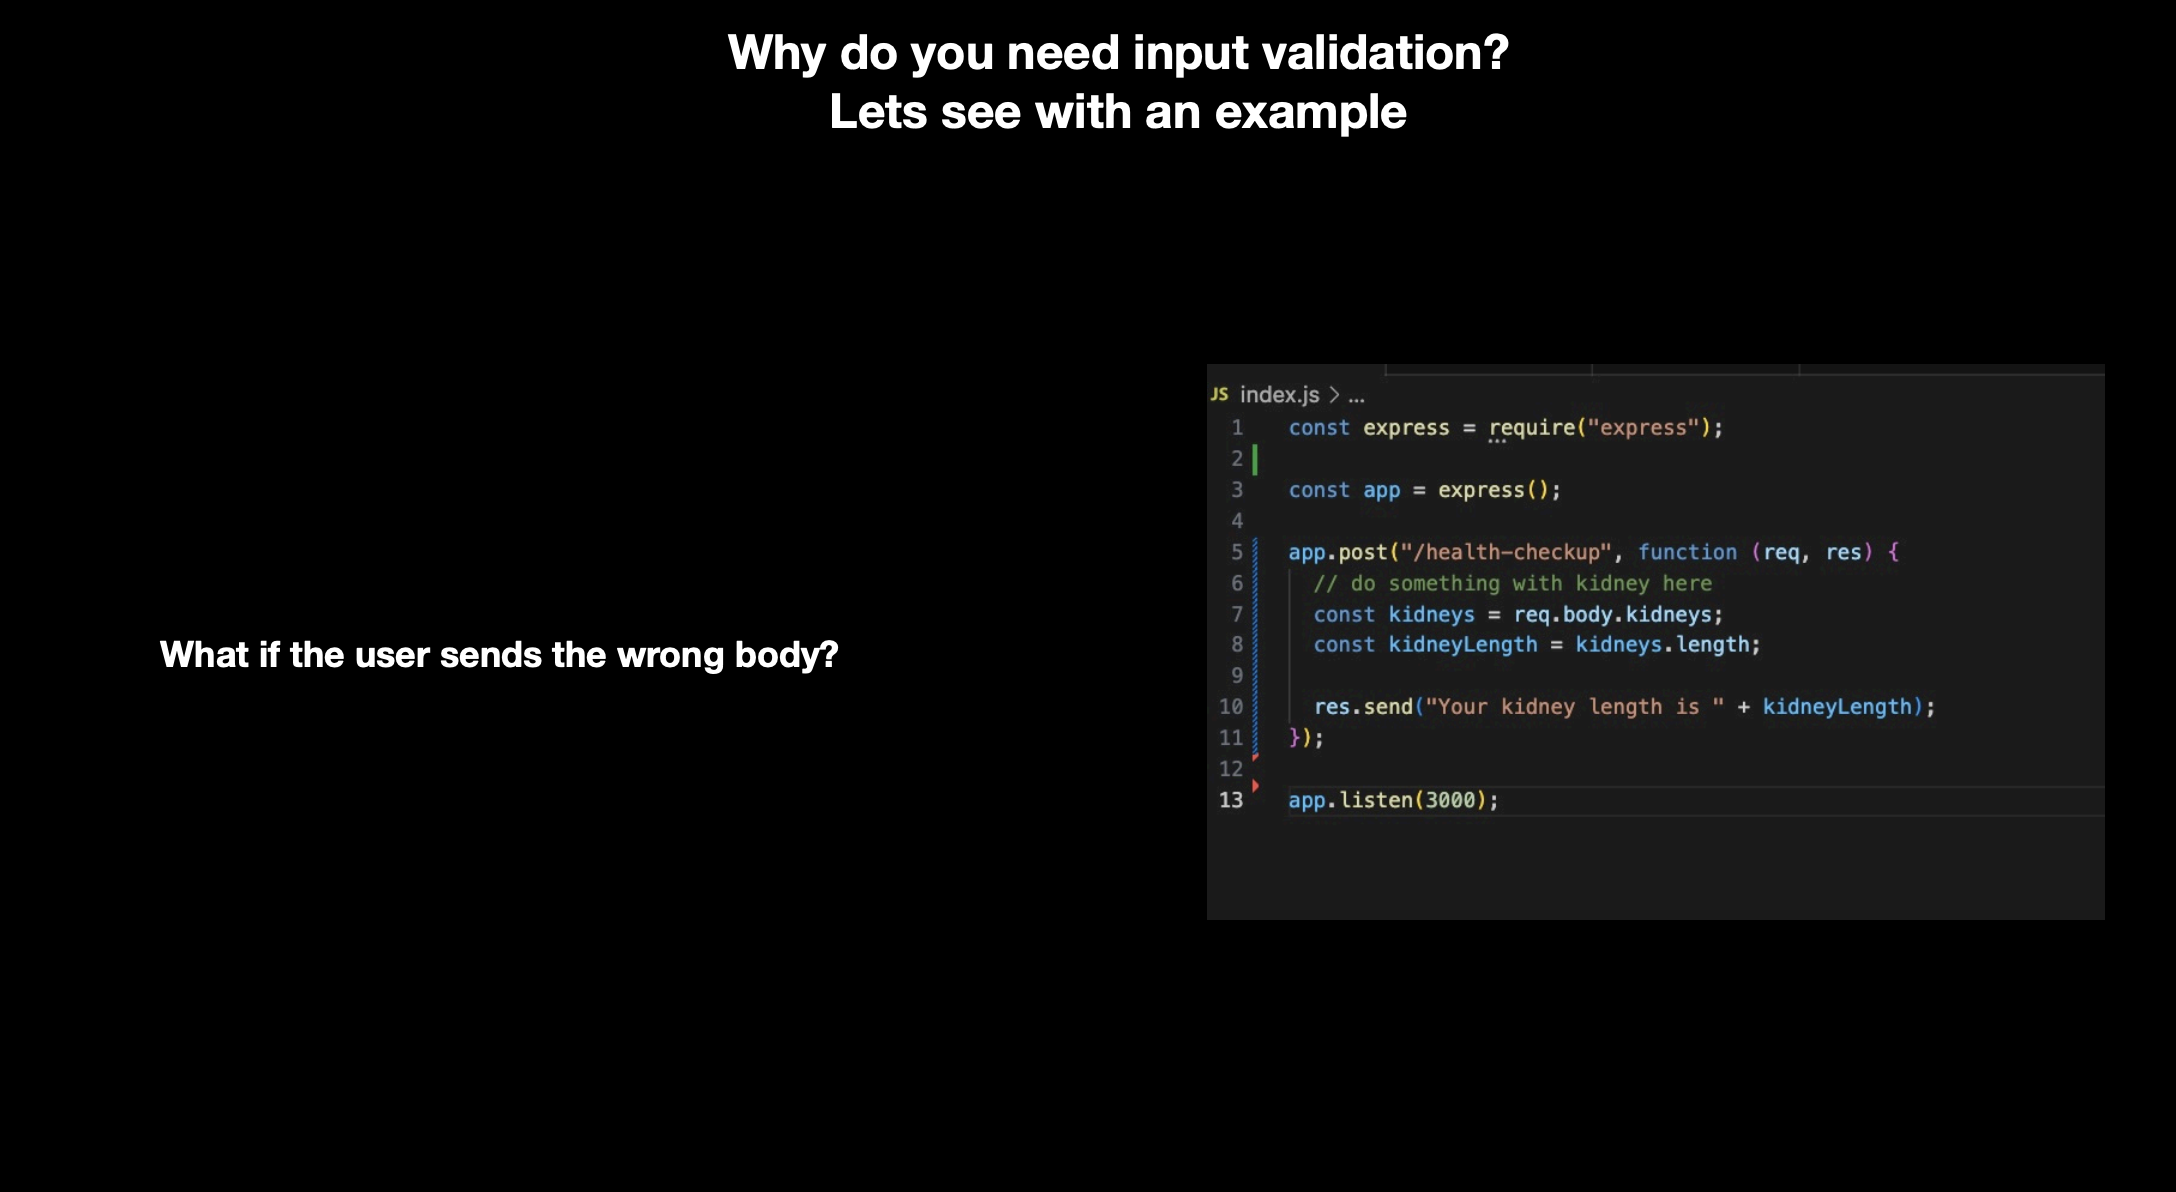 Why do you need input validation?
Lets see with an example
What if the user sends the wrong body?
JS index.js > ...
1 const express = require("express");
2
3 const app = express();
4
5 app.post("/health-checkup", function (req, res) {
6 // do something with kidney here
7 const kidneys = req.body.kidneys;
8 const kidneyLength = kidneys.length;
9
10 res.send("Your kidney length is " + kidneyLength);
11 });
12
13 app.listen(3000);